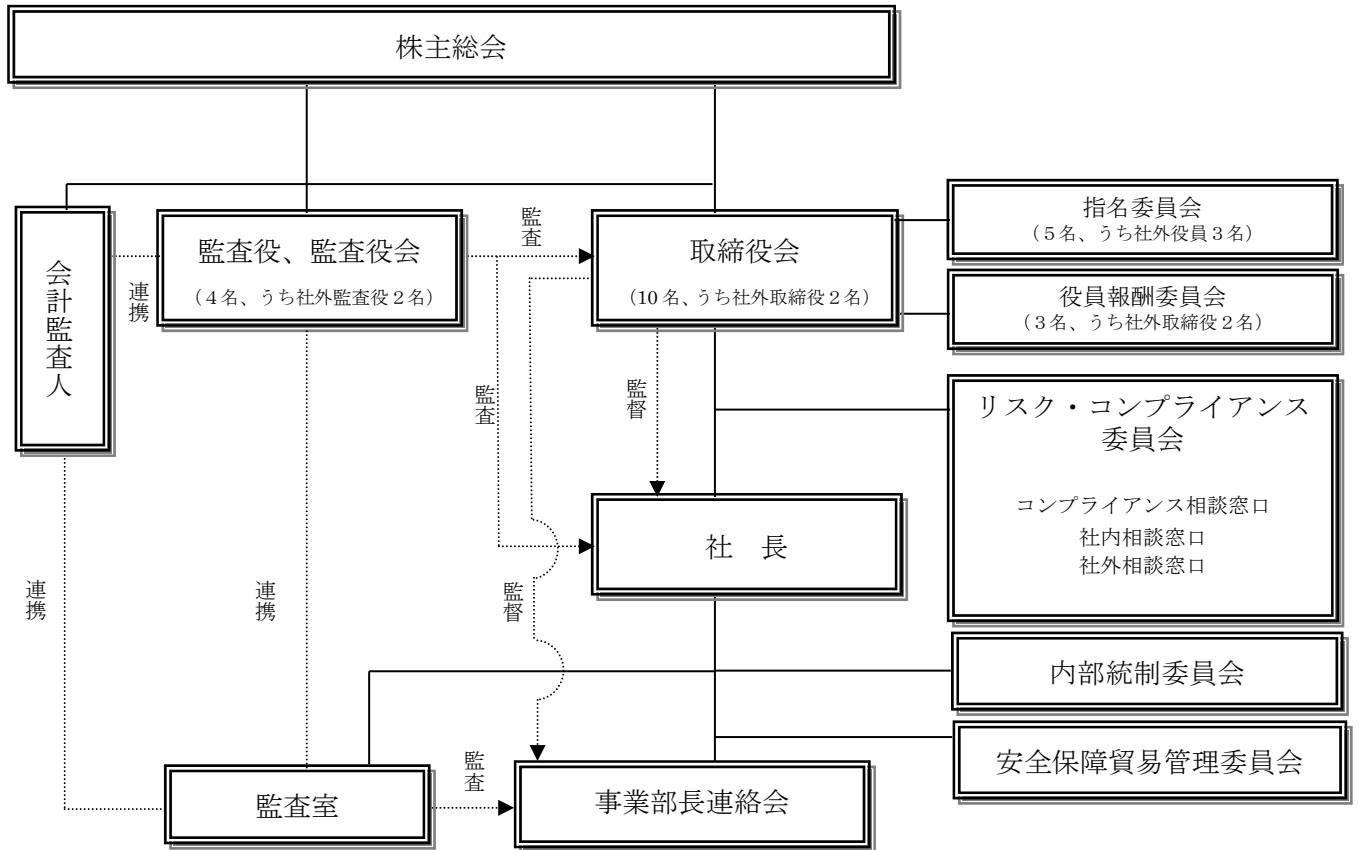 株主総会
会計監査人
連携
監査役、監査役会
（4名、うち社外監査役2名）
監査
取締役会
（10名、うち社外取締役2名）
指名委員会
（5名、うち社外役員3名）
役員報酬委員会
（3名、うち社外取締役2名）
監査
監督
リスク・コンプライアンス
委員会
コンプライアンス相談窓口
社内相談窓口
社外相談窓口
社　長
連携
連携
監督
内部統制委員会
安全保障貿易管理委員会
監査室
監査
事業部長連絡会